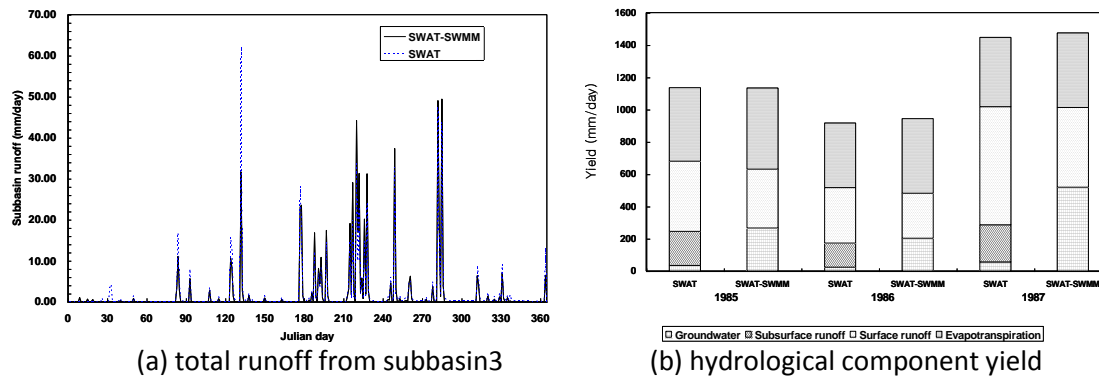 70.00
60.00
50.00
40.00
30.00
20.00
10.00
0.00
Subbasin runoff (mm/day)
SWAT-SWMM
SWAT
0 30 60 90 120 150 180 210 240 270 300 330 360
Julian day
(a) total runoff from subbasin3
1600
1400
1200
1000
800
600
400
200
0
Yield (mm/day)
SWAT SWAT-SWMM SWAT SWAT-SWMM SWAT SWAT-SWMM
1985 1986 1987
Groundwater Subsurface runoff Surface runoff Evapotranspiration
(b) hydrological component yield